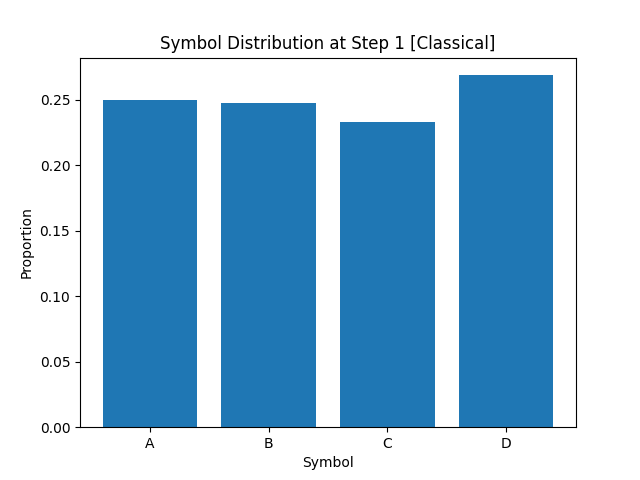 Symbol Distribution at Step 1 [Classical]
0.25
0.20
0.15
0.10
0.05
0.00
Proportion
A B C D
Symbol